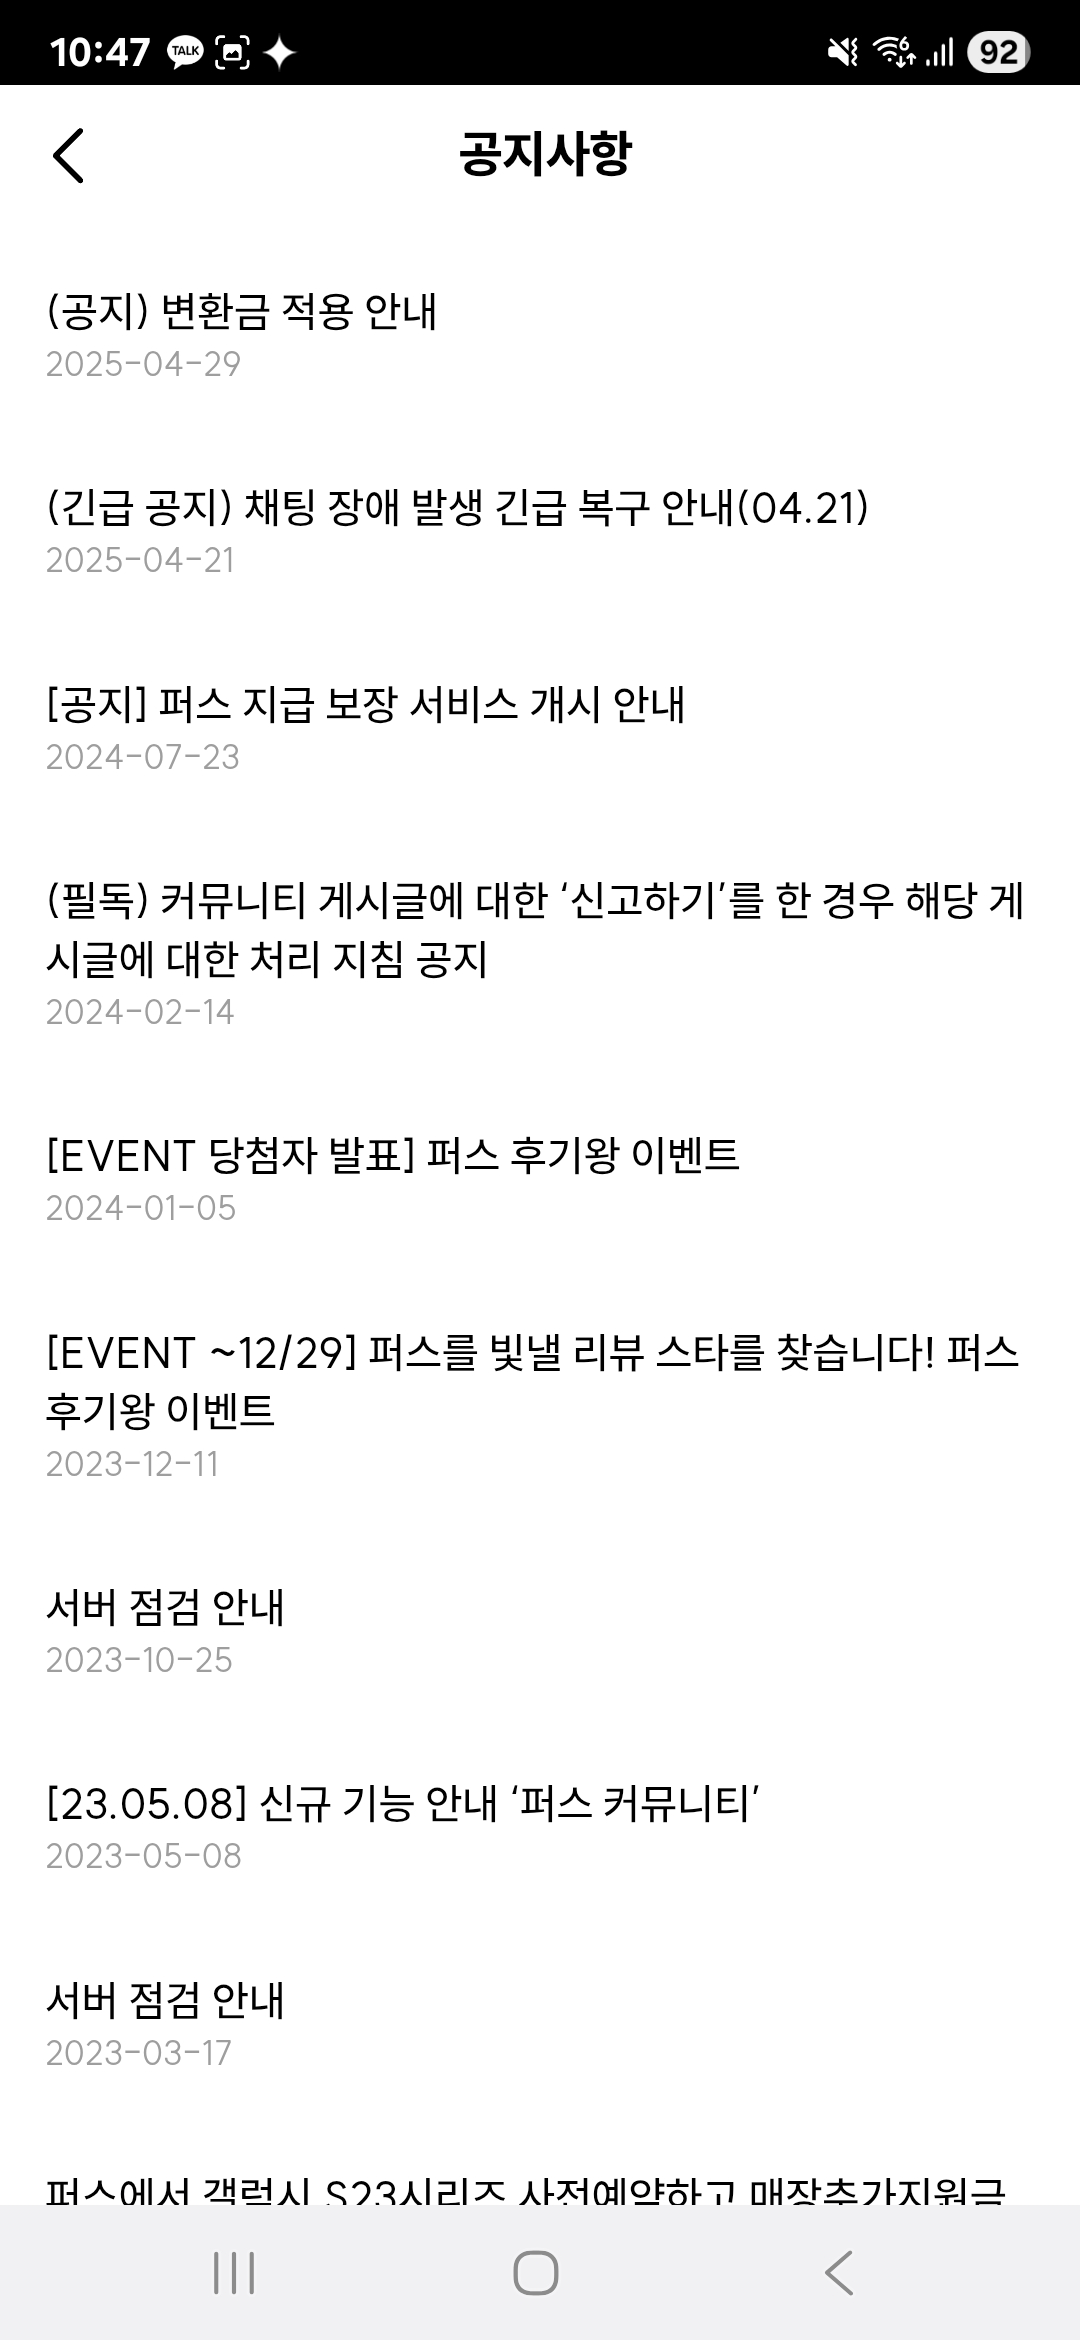 10:47 TALK 6 92
공지사항
(공지) 변환금 적용 안내
2025-04-29
(긴급 공지) 채팅 장애 발생 긴급 복구 안내(04.21)
2025-04-21
[공지] 퍼스 지급 보장 서비스 개시 안내
2024-07-23
(필독) 커뮤니티 게시글에 대한 ‘신고하기’를 한 경우 해당 게
시글에 대한 처리 지침 공지
2024-02-14
[EVENT 당첨자 발표] 퍼스 후기왕 이벤트
2024-01-05
[EVENT ~12/29] 퍼스를 빛낼 리뷰 스타를 찾습니다! 퍼스
후기왕 이벤트
2023-12-11
서버 점검 안내
2023-10-25
[23.05.08] 신규 기능 안내 ‘퍼스 커뮤니티’
2023-05-08
서버 점검 안내
2023-03-17
퍼스에서 갤럭시 S23시리즈 사전예약하고 매장추가지원금